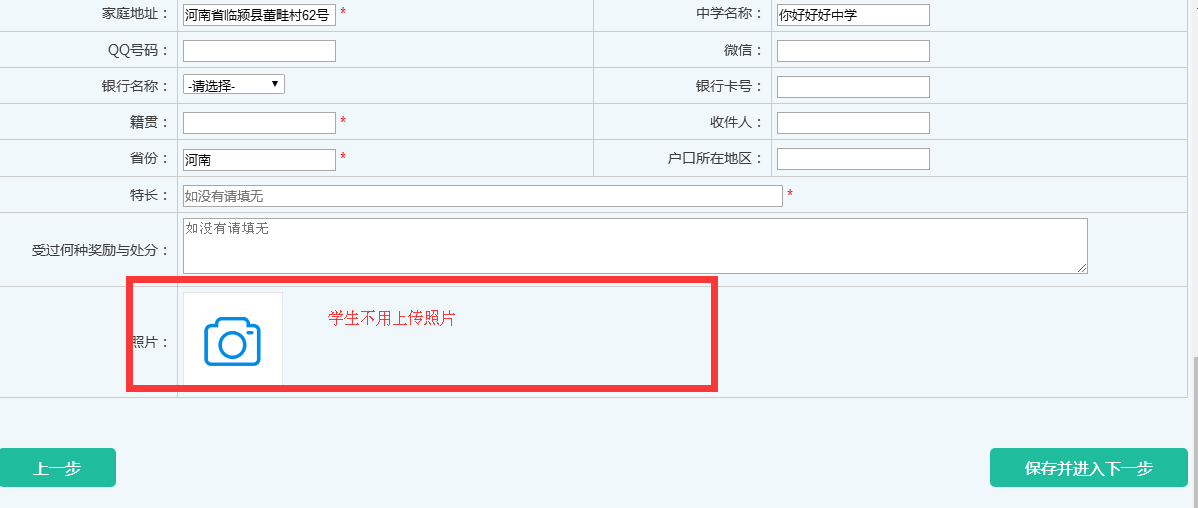 家庭地址： 河南省临颍县董畦村62号 * 中学名称： 你好好好中学
QQ号码： 微信：
银行名称： -请选择- 银行卡号：
籍贯： * 收件人：
省份： 河南 * 户口所在地区：
特长： 如没有请填无 *
受过何种奖励与处分： 如没有请填无
照片： 学生不用上传照片
上一步 保存并进入下一步